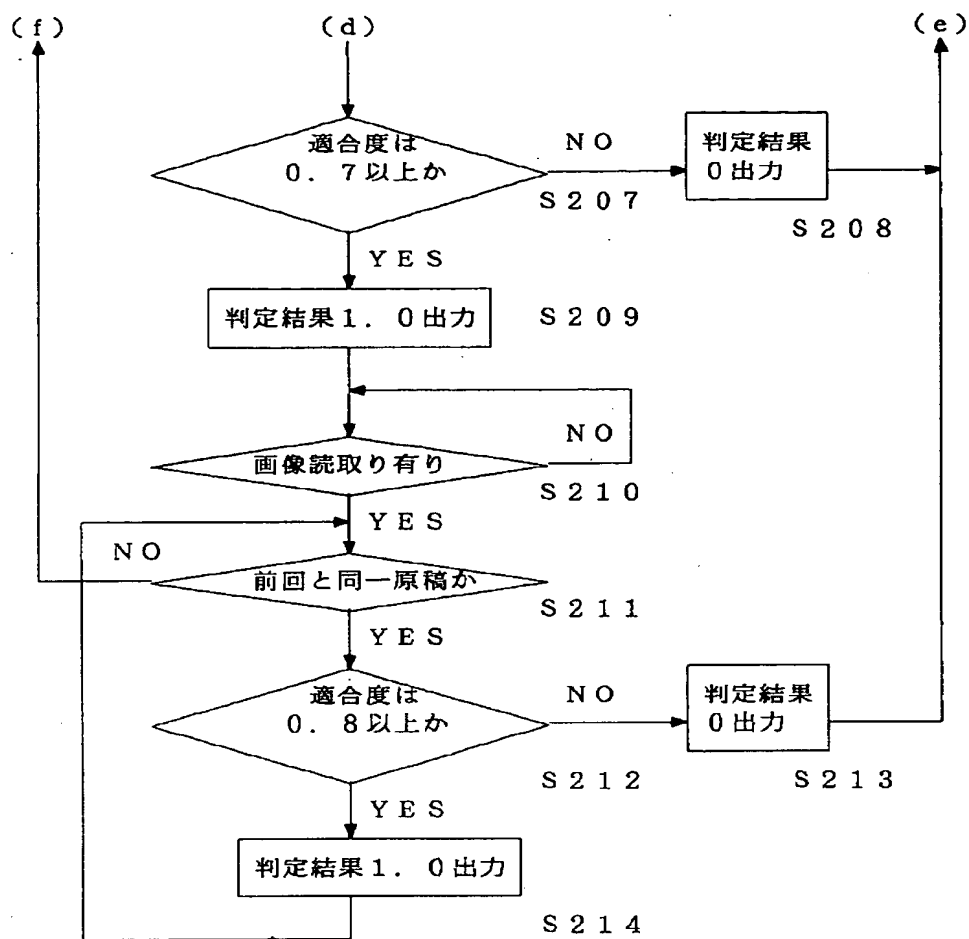 (f)
(d)
(e)
適合度は
0．7以上か
NO
S207
判定結果
0出力
S208
YES
判定結果1．0出力
S209
NO
画像読取り有り
S210
YES
NO
前回と同一原稿か
S211
YES
適合度は
0．8以上か
NO
S212
判定結果
0出力
S213
YES
判定結果1．0出力
S214